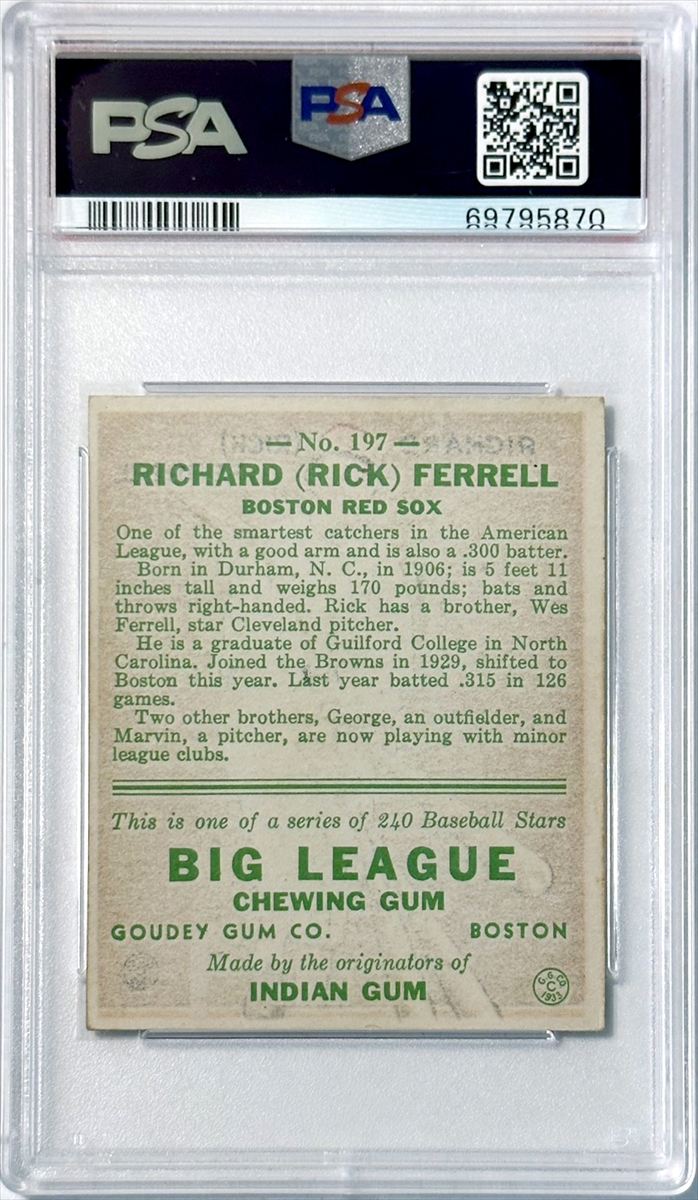 PSA PSA
69795870
— No. 197 —
RICHARD (RICK) FERRELL
BOSTON RED SOX
One of the smartest catchers in the American
League, with a good arm and is also a .300 batter.
Born in Durham, N. C., in 1906; is 5 feet 11
inches tall and weighs 170 pounds; bats and
throws right-handed. Rick has a brother, Wes
Ferrell, star Cleveland pitcher.
He is a graduate of Guilford College in North
Carolina. Joined the Browns in 1929, shifted to
Boston this year. Last year batted .315 in 126
games.
Two other brothers, George, an outfielder, and
Marvin, a pitcher, are now playing with minor
league clubs.
This is one of a series of 240 Baseball Stars
BIG LEAGUE
CHEWING GUM
GOUDEY GUM CO. BOSTON
Made by the originators of
INDIAN GUM
G. G. CO.
C
1933